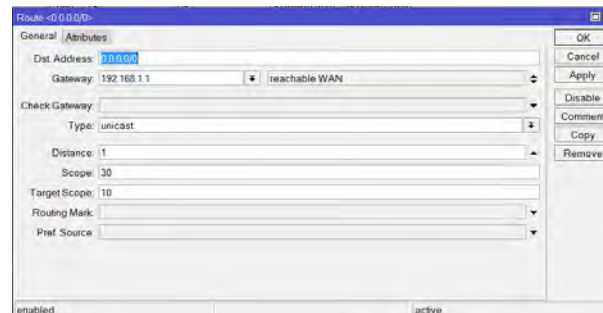 Route <0.0.0.0/0>
General Attributes
Dst. Address: 0.0.0.0/0
Gateway: 192.168.1.1 reachable WAN
Check Gateway:
Type: unicast
Distance: 1
Scope: 30
Target Scope: 10
Routing Mark:
Pref. Source:
OK
Cancel
Apply
Disable
Comment
Copy
Remove
enabled active